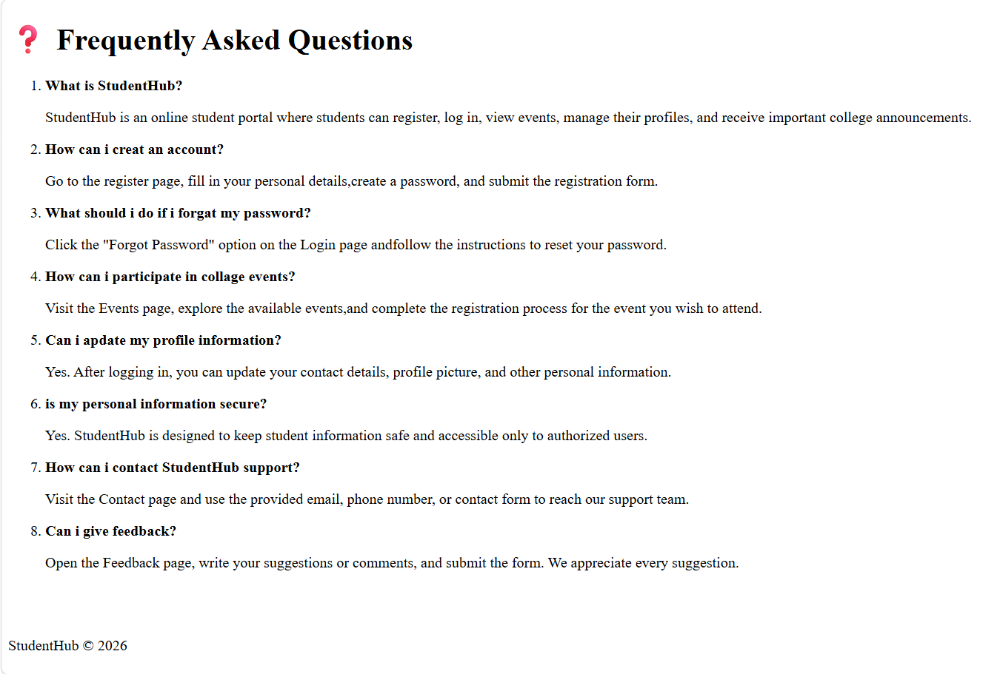 ❓ Frequently Asked Questions
1. What is StudentHub?
StudentHub is an online student portal where students can register, log in, view events, manage their profiles, and receive important college announcements.
2. How can i creat an account?
Go to the register page, fill in your personal details,create a password, and submit the registration form.
3. What should i do if i forgat my password?
Click the "Forgot Password" option on the Login page andfollow the instructions to reset your password.
4. How can i participate in collage events?
Visit the Events page, explore the available events,and complete the registration process for the event you wish to attend.
5. Can i apdate my profile information?
Yes. After logging in, you can update your contact details, profile picture, and other personal information.
6. is my personal information secure?
Yes. StudentHub is designed to keep student information safe and accessible only to authorized users.
7. How can i contact StudentHub support?
Visit the Contact page and use the provided email, phone number, or contact form to reach our support team.
8. Can i give feedback?
Open the Feedback page, write your suggestions or comments, and submit the form. We appreciate every suggestion.
StudentHub © 2026